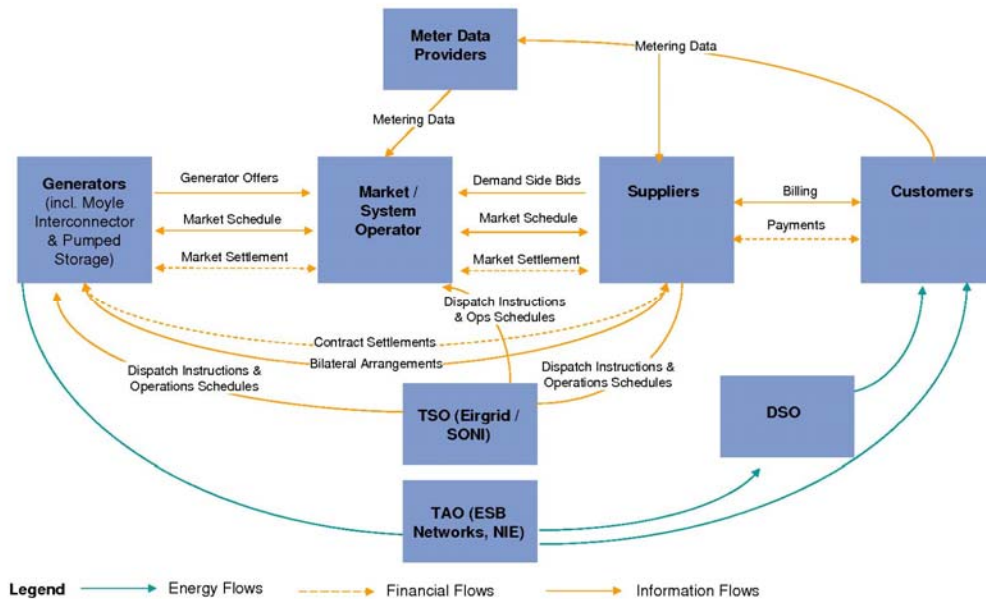 Meter Data
Providers
Metering Data
Metering Data
Generators
(incl. Moyle
Interconnector
& Pumped
Storage)
Generator Offers
Market Schedule
Market Settlement
Market /
System
Operator
Demand Side Bids
Market Schedule
Market Settlement
Suppliers
Billing
Payments
Customers
Dispatch Instructions
& Ops Schedules
Contract Settlements
Bilateral Arrangements
Dispatch Instructions &
Operations Schedules
Dispatch Instructions &
Operations Schedules
TSO (Eirgrid /
SONI)
DSO
TAO (ESB
Networks, NIE)
Legend
Energy Flows
Financial Flows
Information Flows